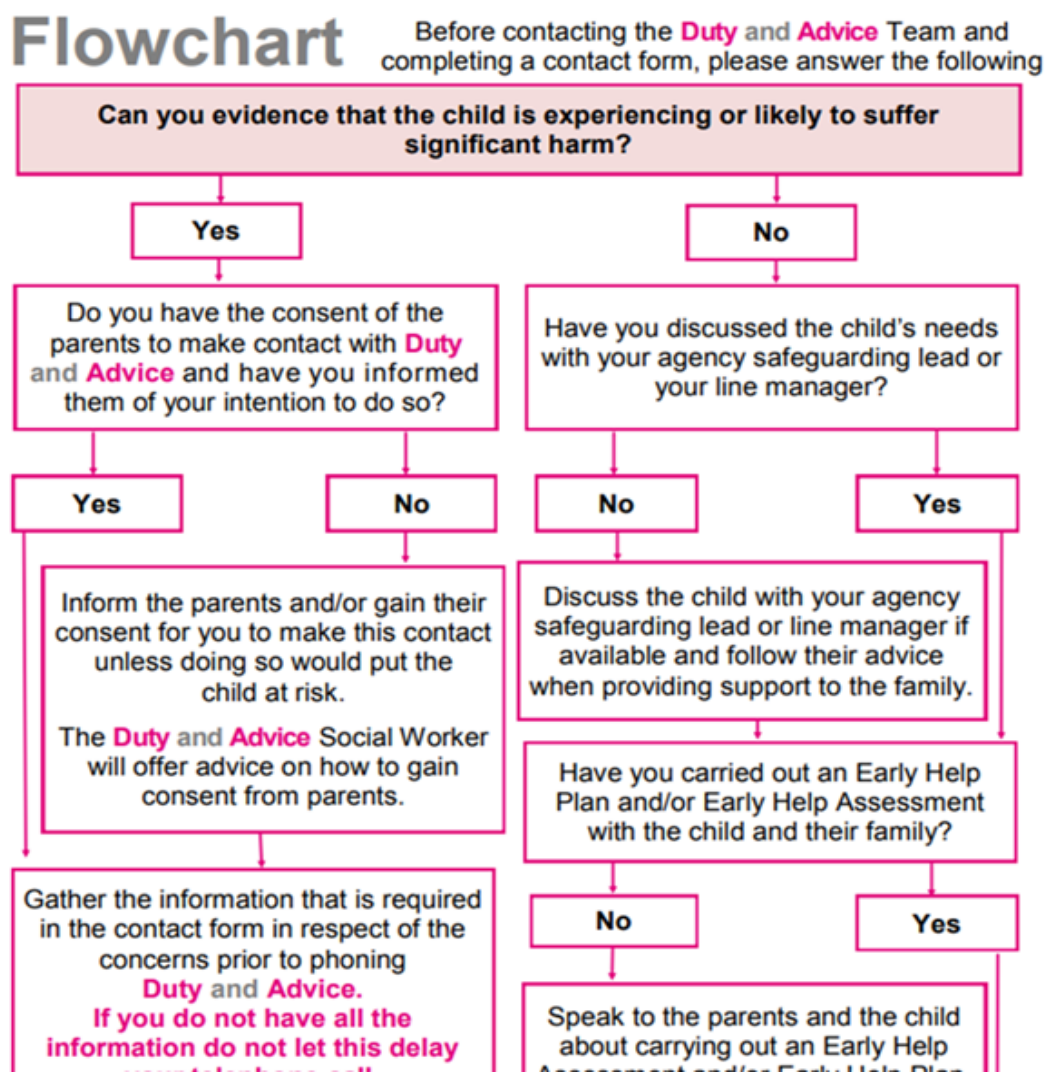 Flowchart
Before contacting the Duty and Advice Team and
completing a contact form, please answer the following
Can you evidence that the child is experiencing or likely to suffer
significant harm?
Yes
No
Do you have the consent of the
parents to make contact with Duty
and Advice and have you informed
them of your intention to do so?
Have you discussed the child's needs
with your agency safeguarding lead or
your line manager?
Yes
No
No
Yes
Inform the parents and/or gain their
consent for you to make this contact
unless doing so would put the
child at risk.
The Duty and Advice Social Worker
will offer advice on how to gain
consent from parents.
Discuss the child with your agency
safeguarding lead or line manager if
available and follow their advice
when providing support to the family.
Have you carried out an Early Help
Plan and/or Early Help Assessment
with the child and their family?
No
Yes
Gather the information that is required
in the contact form in respect of the
concerns prior to phoning
Duty and Advice.
If you do not have all the
information do not let this delay
Speak to the parents and the child
about carrying out an Early Help
Assessment and/or Early Help Plan